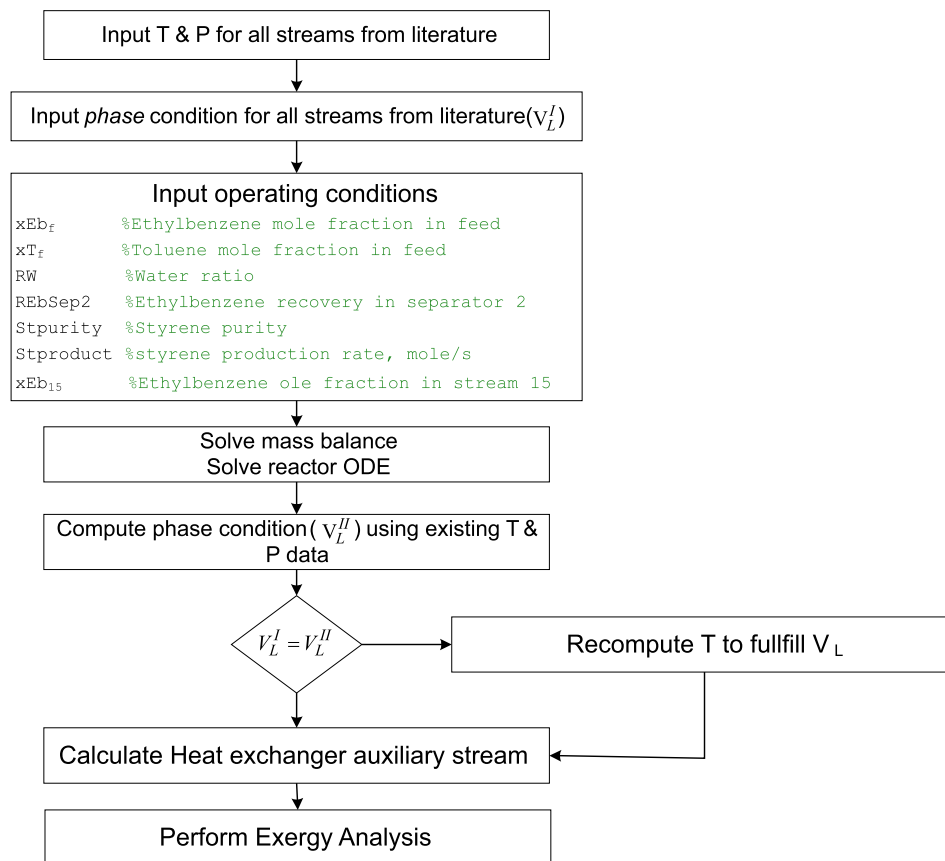 Input T & P for all streams from literature
Input phase condition for all streams from literature(V_L^I)
Input operating conditions
xEb_f %Ethylbenzene mole fraction in feed
xT_f %Toluene mole fraction in feed
RW %Water ratio
REbSep2 %Ethylbenzene recovery in separator 2
Stpurity %Styrene purity
Stproduct %styrene production rate, mole/s
xEb_15 %Ethylbenzene ole fraction in stream 15
Solve mass balance
Solve reactor ODE
Compute phase condition( V_L^II) using existing T &
P data
V_L^I = V_L^II
Recompute T to fullfill V_L
Calculate Heat exchanger auxiliary stream
Perform Exergy Analysis